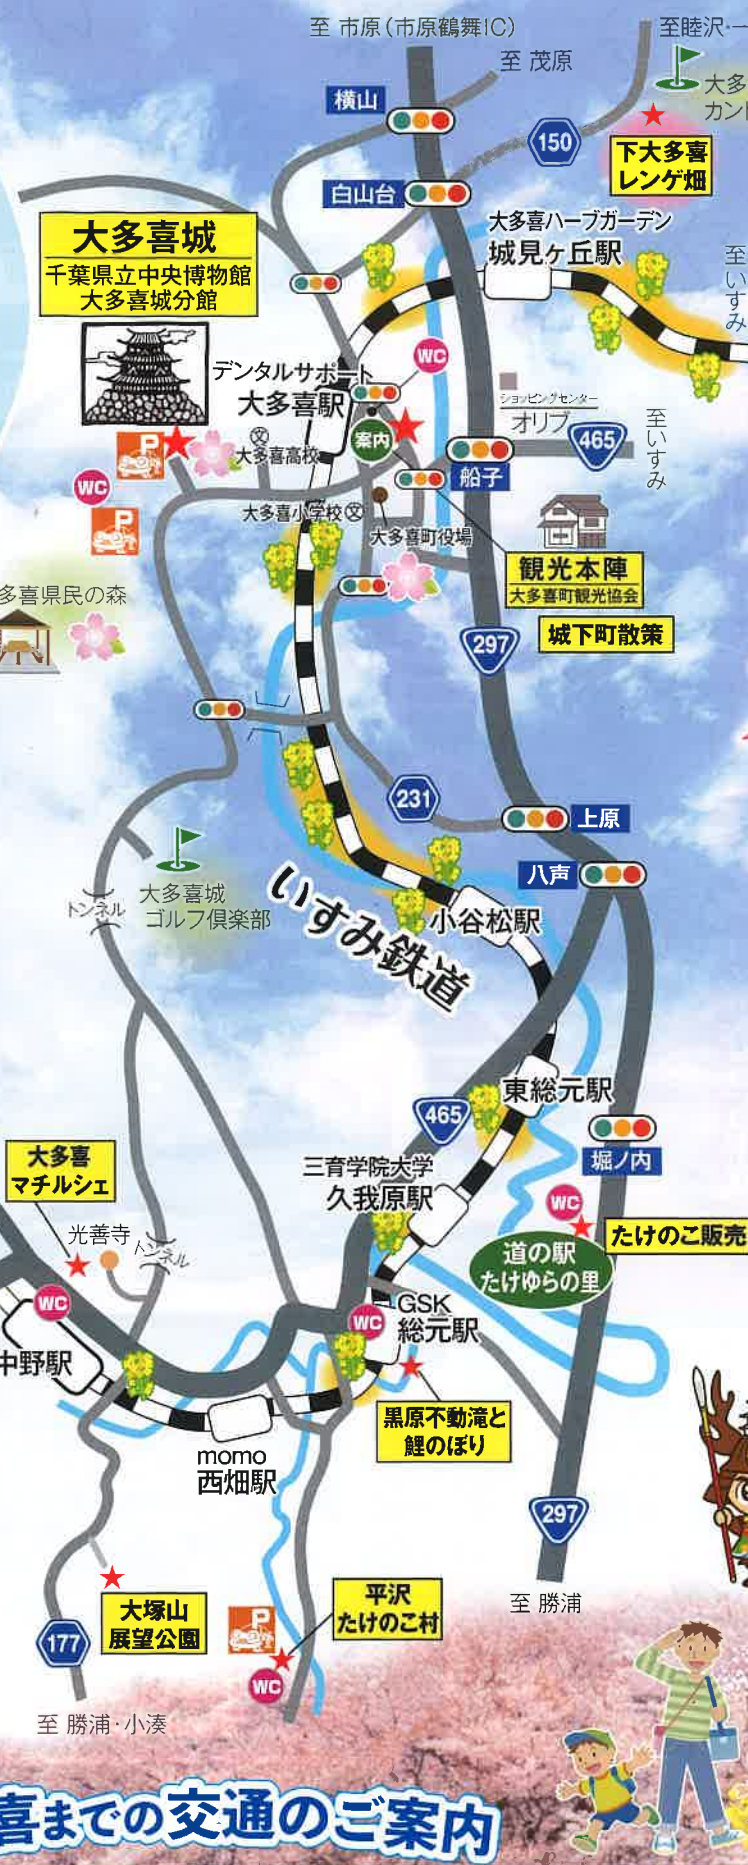 至 市原(市原鶴舞IC)
至 茂原
至睦沢・一
横山
大多
カント
150
下大多喜
レンゲ畑
白山台
大多喜ハーブガーデン
城見ヶ丘駅
至いすみ
大多喜城
千葉県立中央博物館
大多喜城分館
WC
デンタルサポート
大多喜駅
ショッピングセンター
オリブ
465
至いすみ
案内
船子
P
文
大多喜高校
WC
P
大多喜小学校文
大多喜町役場
観光本陣
大多喜町観光協会
多喜県民の森
城下町散策
297
231
上原
八声
大多喜城
ゴルフ倶楽部
トンネル
小谷松駅
いすみ鉄道
東総元駅
465
堀ノ内
大多喜
マチルシェ
三育学院大学
久我原駅
WC
たけのこ販売
光善寺
トンネル
道の駅
たけゆらの里
WC
GSK
総元駅
WC
中野駅
黒原不動滝と
鯉のぼり
momo
西畑駅
297
至 勝浦
大塚山
展望公園
平沢
たけのこ村
P
177
WC
至 勝浦・小湊
喜までの交通のご案内